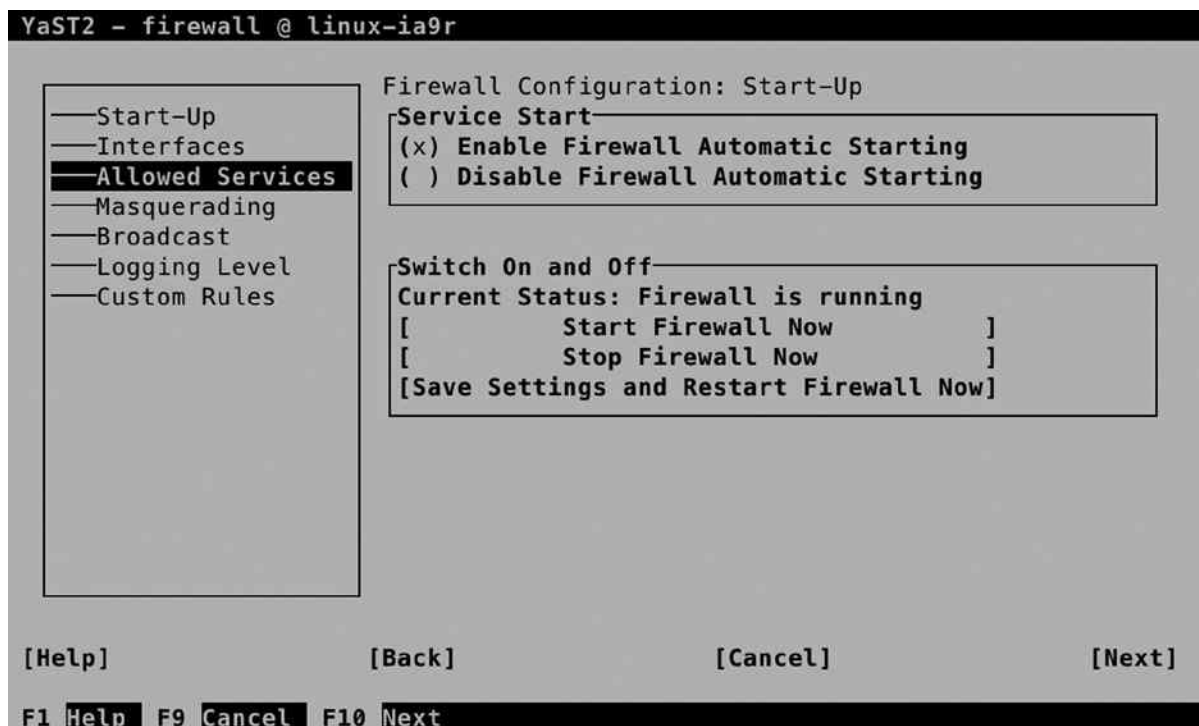 YaST2 – firewall @ linux–ia9r
Start–Up
Interfaces
Allowed Services
Masquerading
Broadcast
Logging Level
Custom Rules
Firewall Configuration: Start–Up
Service Start
(x) Enable Firewall Automatic Starting
( ) Disable Firewall Automatic Starting
Switch On and Off
Current Status: Firewall is running
[ Start Firewall Now ]
[ Stop Firewall Now ]
[Save Settings and Restart Firewall Now]
[Help] [Back] [Cancel] [Next]
F1 Help F9 Cancel F10 Next